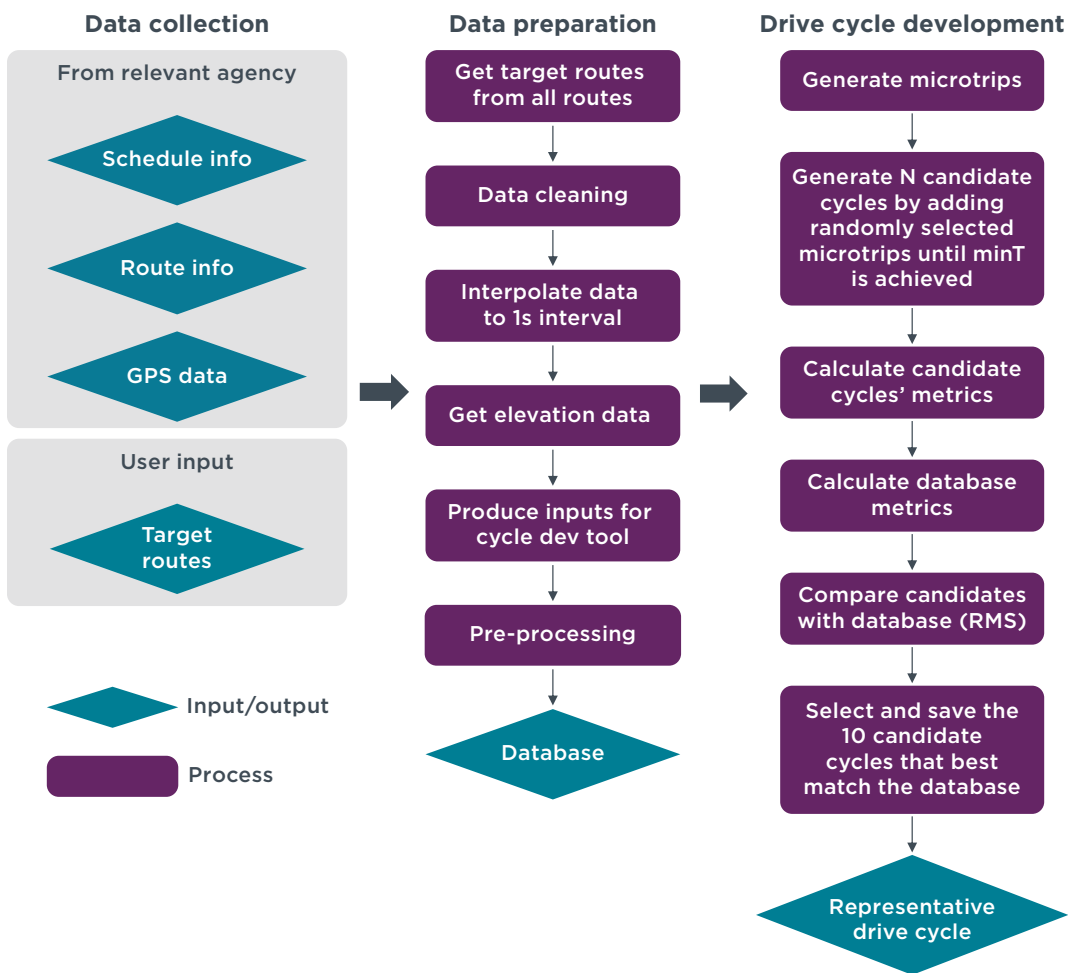 Data collection
From relevant agency
Schedule info
Route info
GPS data
User input
Target
routes
Input/output
Process
Data preparation
Get target routes
from all routes
Data cleaning
Interpolate data
to 1s interval
Get elevation data
Produce inputs for
cycle dev tool
Pre-processing
Database
Drive cycle development
Generate microtrips
Generate N candidate
cycles by adding
randomly selected
microtrips until minT
is achieved
Calculate candidate
cycles’ metrics
Calculate database
metrics
Compare candidates
with database (RMS)
Select and save the
10 candidate
cycles that best
match the database
Representative
drive cycle